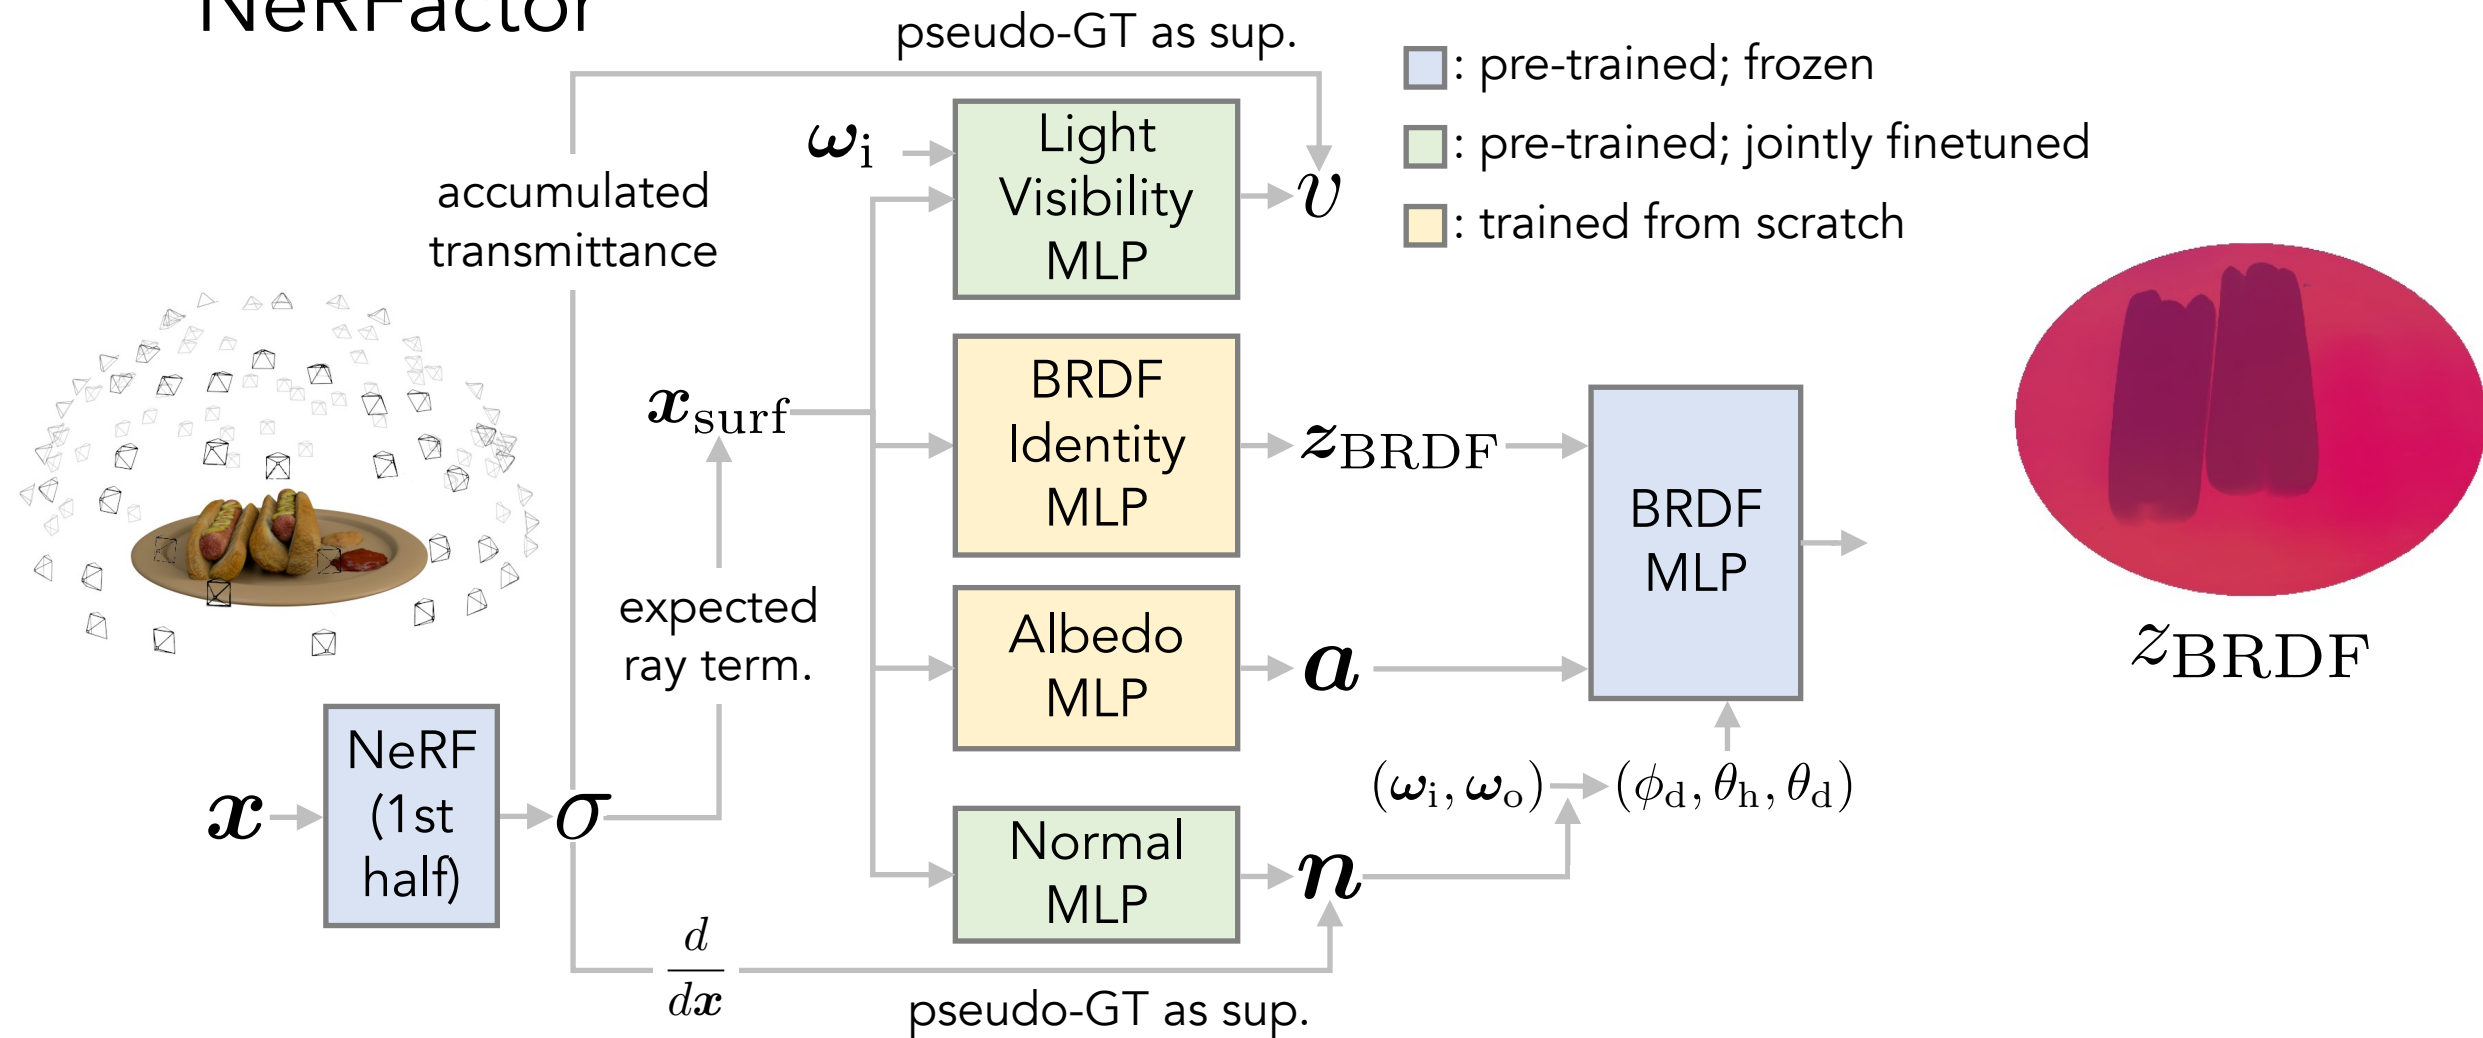 NeRFactor
pseudo-GT as sup.
: pre-trained; frozen
: pre-trained; jointly finetuned
: trained from scratch
accumulated
transmittance
ωi
Light
Visibility
MLP
v
xsurf
BRDF
Identity
MLP
zBRDF
BRDF
MLP
zBRDF
expected
ray term.
Albedo
MLP
a
x
NeRF
(1st
half)
σ
(ωi, ωo)
(ϕd, θh, θd)
Normal
MLP
n
d
dx
pseudo-GT as sup.